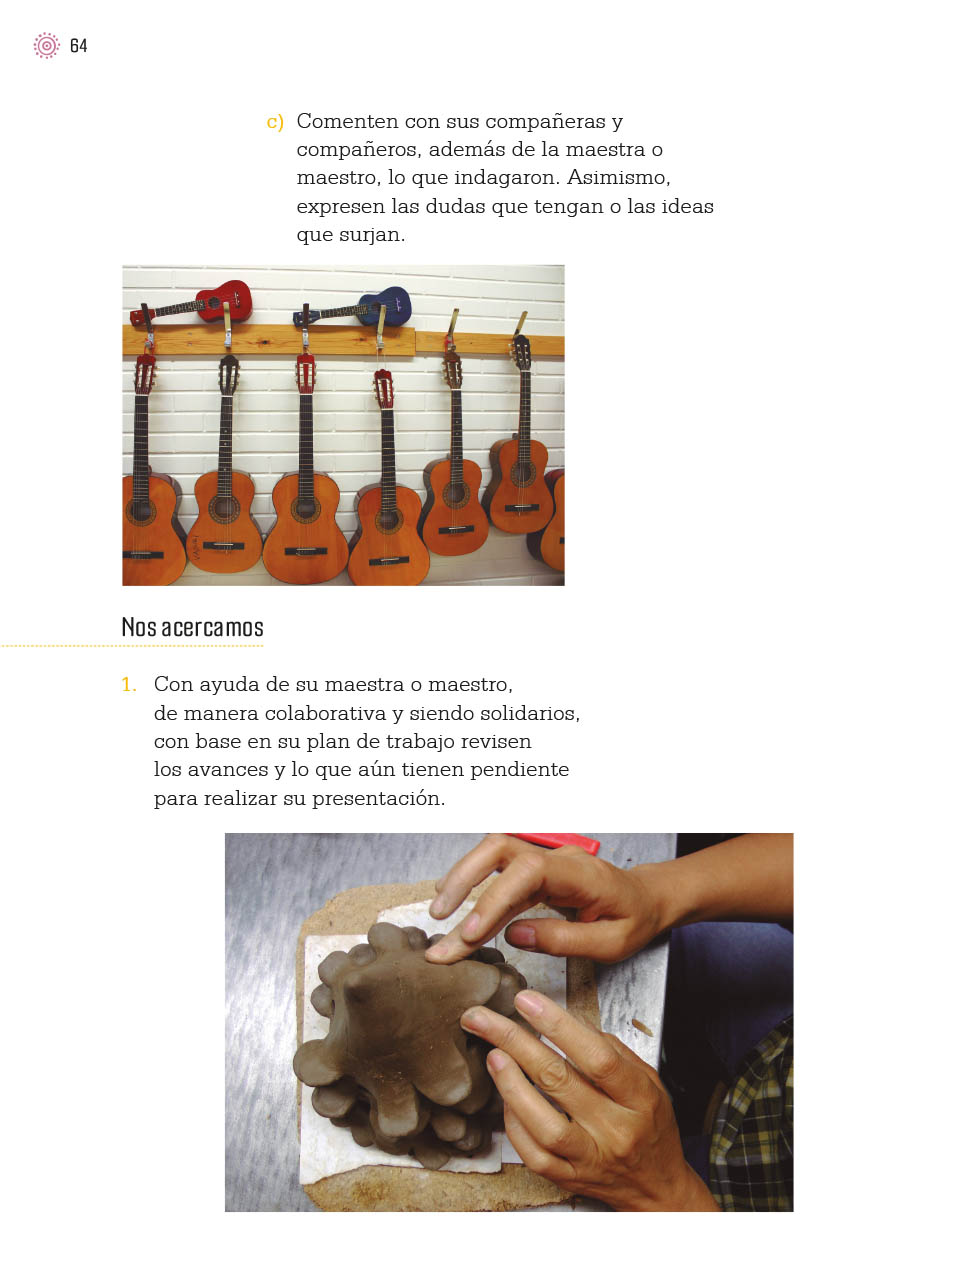 64
c) Comenten con sus compañeras y
compañeros, además de la maestra o
maestro, lo que indagaron. Asimismo,
expresen las dudas que tengan o las ideas
que surjan.
Nos acercamos
1. Con ayuda de su maestra o maestro,
de manera colaborativa y siendo solidarios,
con base en su plan de trabajo revisen
los avances y lo que aún tienen pendiente
para realizar su presentación.